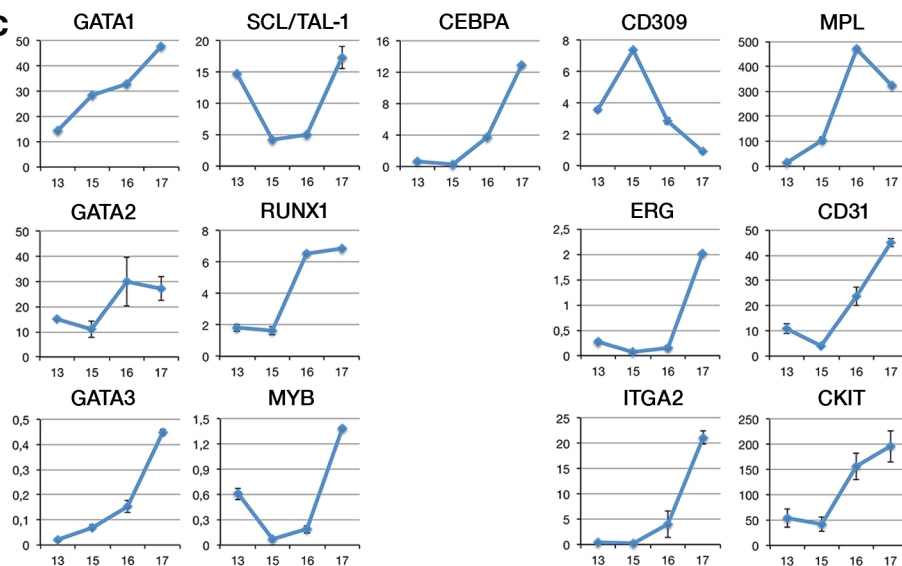 C
GATA1 SCL/TAL-1 CEBPA CD309 MPL
50 20 16 8 500
40 15 12 6 400
30 10 8 4 300
20 5 4 2 200
10 0 0 0 100
0 0
13 15 16 17 13 15 16 17 13 15 16 17 13 15 16 17 13 15 16 17
GATA2 RUNX1 ERG CD31
50 8 2,5 50
40 6 2 40
30 4 1,5 30
20 2 1 20
10 0 0,5 10
0 0 0
13 15 16 17 13 15 16 17 13 15 16 17 13 15 16 17
GATA3 MYB ITGA2 CKIT
0,5 1,5 25 250
0,4 1,2 20 200
0,3 0,9 15 150
0,2 0,6 10 100
0,1 0,3 5 50
0 0 0 0
13 15 16 17 13 15 16 17 13 15 16 17 13 15 16 17